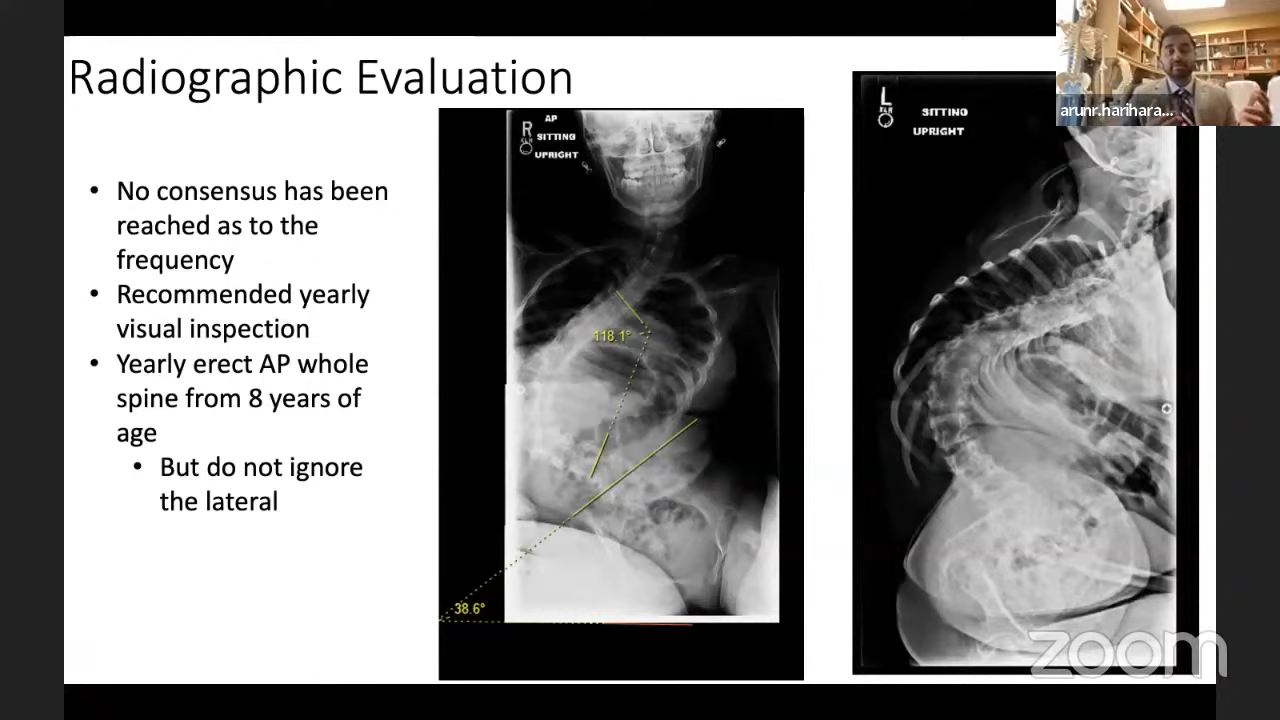 Radiographic Evaluation
• No consensus has been
reached as to the
frequency
• Recommended yearly
visual inspection
• Yearly erect AP whole
spine from 8 years of
age
• But do not ignore
the lateral
AP
R
SITTING
UPRIGHT
118.1°
38.6°
L
SITTING
UPRIGHT
arunr.harihara...
zoom